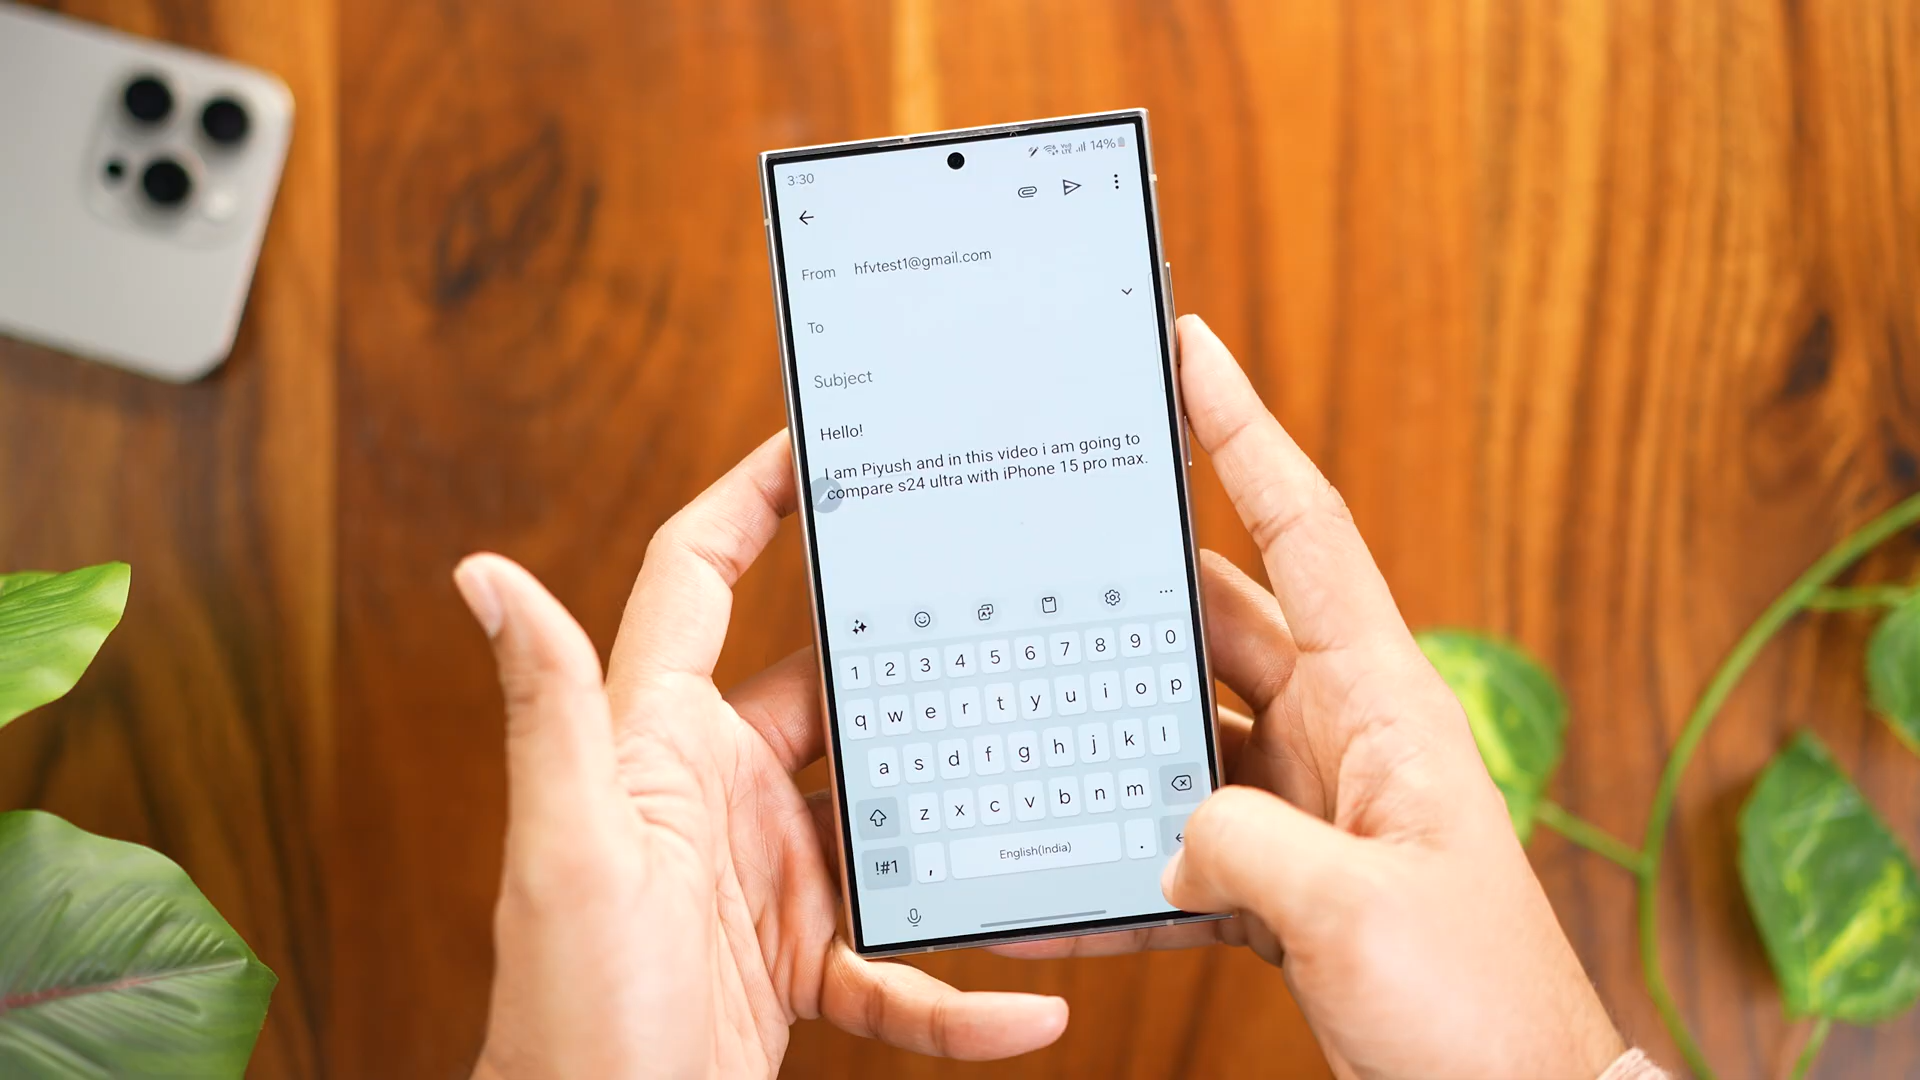 3:30
VoI LTE 14%
From hfvtest1@gmail.com
To
Subject
Hello!
I am Piyush and in this video i am going to
compare s24 ultra with iPhone 15 pro max.
1 2 3 4 5 6 7 8 9 0
q w e r t y u i o p
a s d f g h j k l
z x c v b n m
!#1 , English(India) .